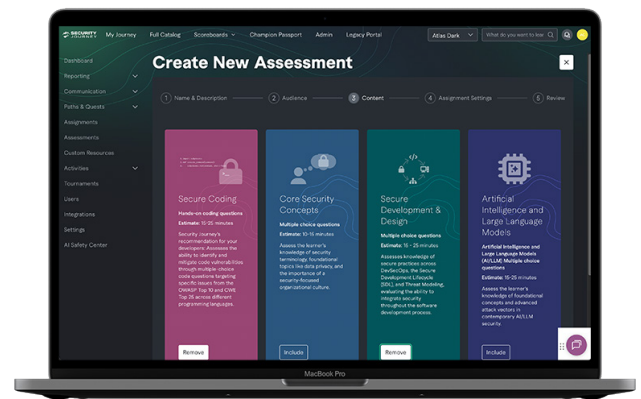 SECURITY JOURNEY
My Journey
Full Catalog
Scoreboards
Champion Passport
Admin
Legacy Portal
Atlas Dark
What do you want to lear
Dashboard
Reporting
Communication
Paths & Quests
Assignments
Assessments
Custom Resources
Activities
Tournaments
Users
Integrations
Settings
AI Safety Center
Create New Assessment
1 Name & Description
2 Audience
3 Content
4 Assignment Settings
5 Review
Secure Coding
Hands-on coding questions
Estimate: 15-25 minutes
Security Journey's
recommendation for your
developers. Assesses the
ability to identify and
mitigate code vulnerabilities
through multiple-choice
code questions targeting
specific issues from the
OWASP Top 10 and CWE
Top 25 across different
programming languages.
Remove
Core Security
Concepts
Multiple choice questions
Estimate: 10-15 minutes
Assess the learner's
knowledge of security
terminology, foundational
topics like data privacy, and
the importance of a
security-focused
organizational culture.
Include
Secure
Development &
Design
Multiple choice questions
Estimate: 15 - 25 minutes
Assesses knowledge of
secure practices across
DevSecOps, the Secure
Development Lifecycle
(SDL), and Threat Modeling,
evaluating the ability to
integrate security
throughout the software
development process.
Remove
Artificial
Intelligence and
Large Language
Models
Artificial Intelligence and
Large Language Models
(AI/LLM) Multiple choice
questions
Estimate: 15-25 minutes
Assess the learner's
knowledge of foundational
concepts and advanced
attack vectors in
contemporary AI/LLM
security.
Include
MacBook Pro